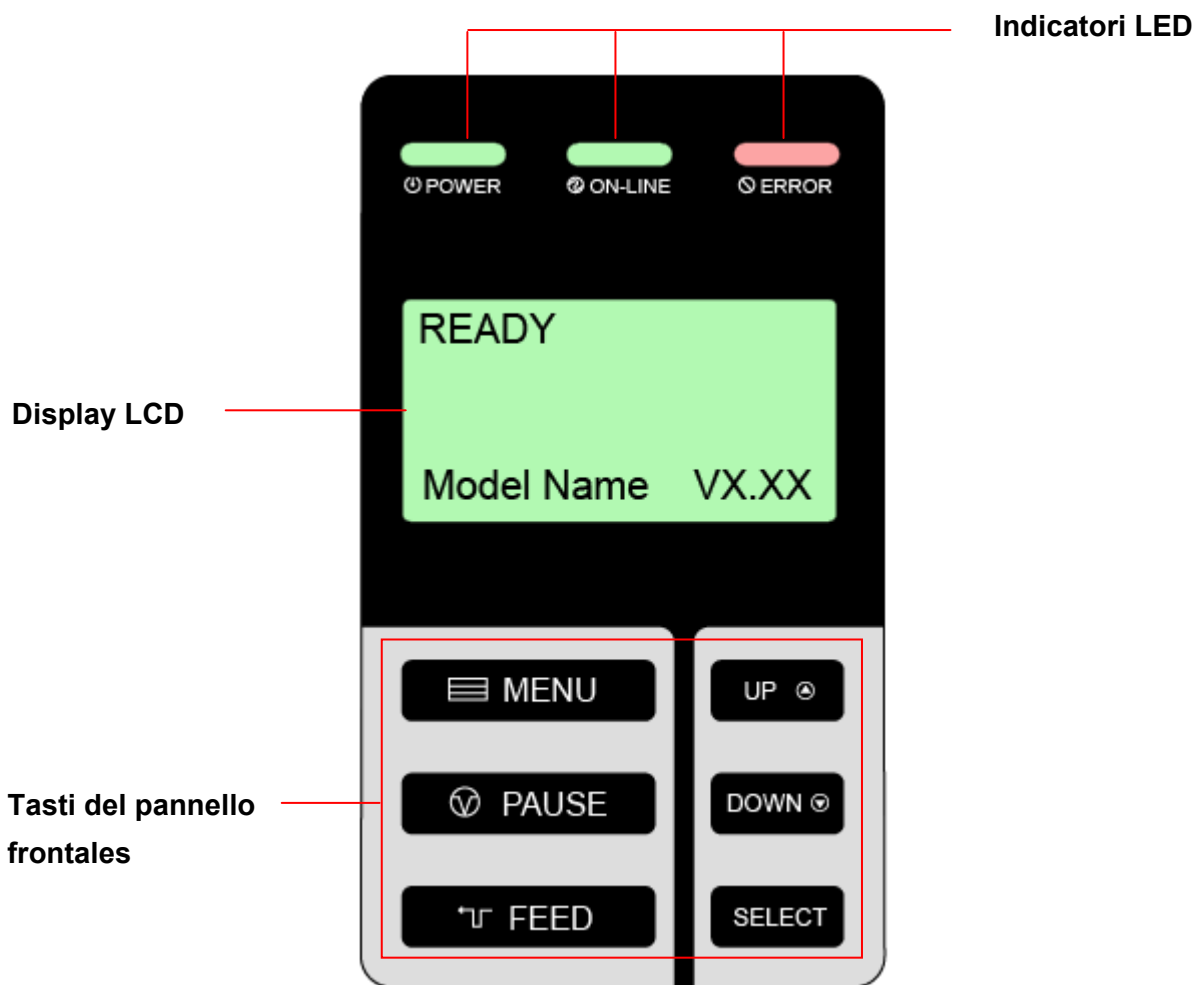 Indicatori LED
POWER ON-LINE ERROR
READY
Display LCD
Model Name VX.XX
MENU UP
Tasti del pannello
frontales
PAUSE DOWN
FEED SELECT